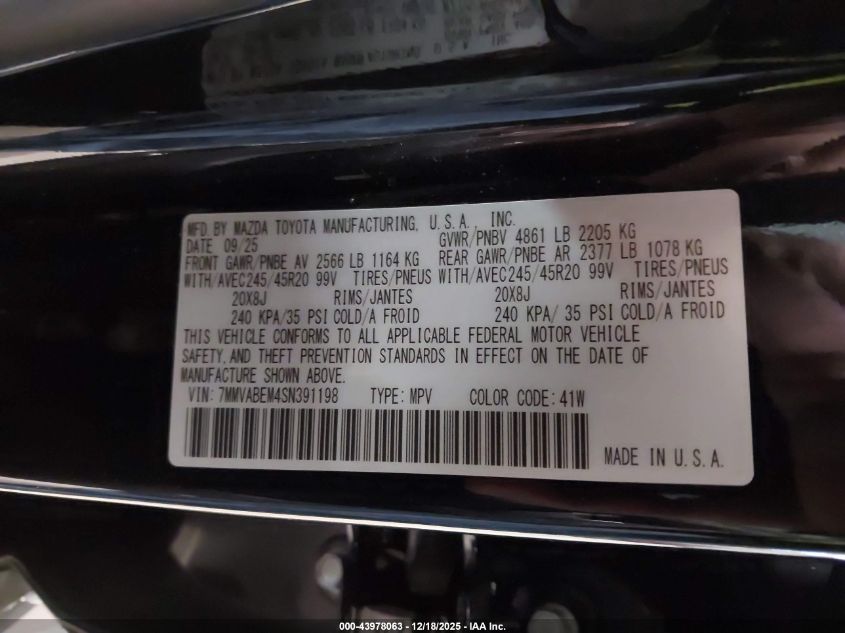 MFD. BY MAZDA TOYOTA MANUFACTURING, U.S.A., INC.
DATE 09/25 GVWR/PNBV 4861 LB 2205 KG
FRONT GAWR/PNBE AV 2566 LB 1164 KG REAR GAWR/PNBE AR 2377 LB 1078 KG
WITH/AVEC245/45R20 99V TIRES/PNEUS WITH/AVEC245/45R20 99V TIRES/PNEUS
20X8J RIMS/JANTES 20X8J RIMS/JANTES
240 KPA/35 PSI COLD/A FROID 240 KPA/ 35 PSI COLD/A FROID
THIS VEHICLE CONFORMS TO ALL APPLICABLE FEDERAL MOTOR VEHICLE
SAFETY, AND THEFT PREVENTION STANDARDS IN EFFECT ON THE DATE OF
MANUFACTURE SHOWN ABOVE.
VIN: 7MMVABEM4SN391198 TYPE: MPV COLOR CODE: 41W
MADE IN U.S.A.
000-43978063 - 12/18/2025 - IAA Inc.